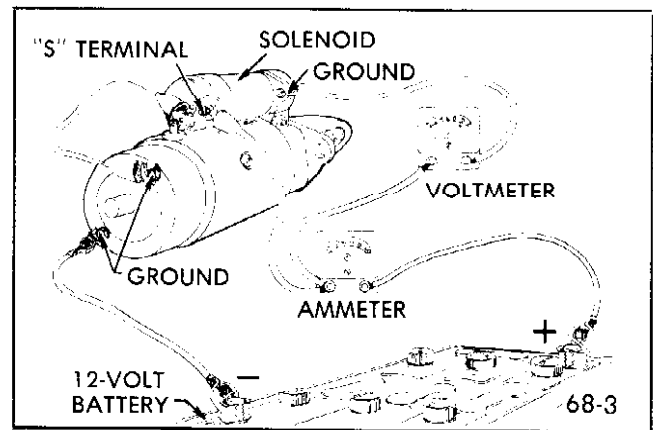 "S" TERMINAL
SOLENOID
GROUND
VOLTMETER
GROUND
AMMETER
+
-
12-VOLT
BATTERY
68-3